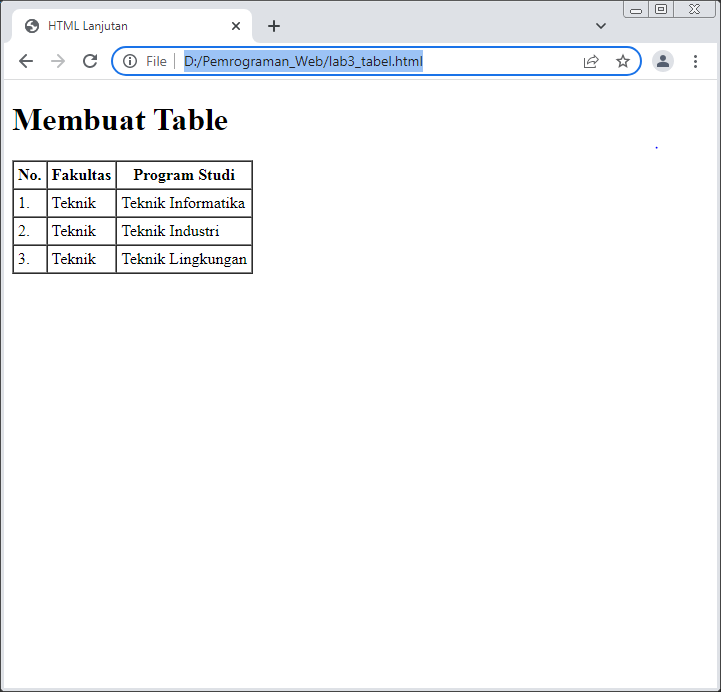 HTML Lanjutan
File D:/Pemrograman_Web/lab3_tabel.html
Membuat Table
No. Fakultas Program Studi
1. Teknik Teknik Informatika
2. Teknik Teknik Industri
3. Teknik Teknik Lingkungan